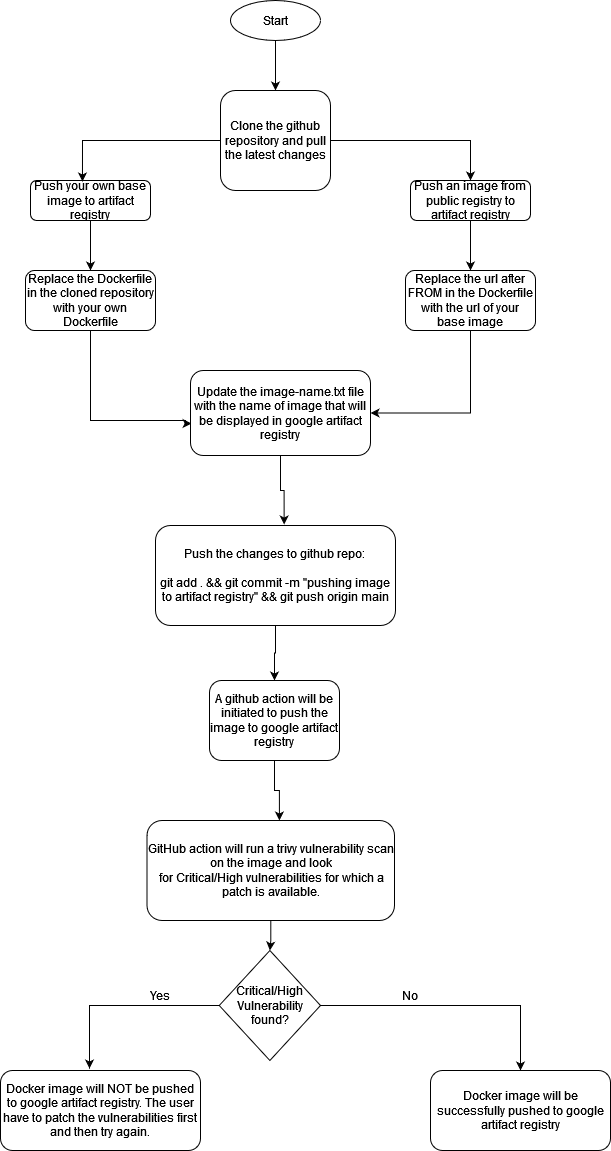 Start
Clone the github
repository and pull
the latest changes
Push your own base
image to artifact
registry
Push an image from
public registry to
artifact registry
Replace the Dockerfile
in the cloned repository
with your own
Dockerfile
Replace the url after
FROM in the Dockerfile
with the url of your
base image
Update the image-name.txt file
with the name of image that will
be displayed in google artifact
registry
Push the changes to github repo:
git add . && git commit -m "pushing image
to artifact registry" && git push origin main
A github action will be
initiated to push the
image to google artifact
registry
GitHub action will run a trivy vulnerability scan
on the image and look
for Critical/High vulnerabilities for which a
patch is available.
Critical/High
Vulnerability
found?
Yes
No
Docker image will NOT be pushed
to google artifact registry. The user
have to patch the vulnerabilities first
and then try again.
Docker image will be
successfully pushed to google
artifact registry